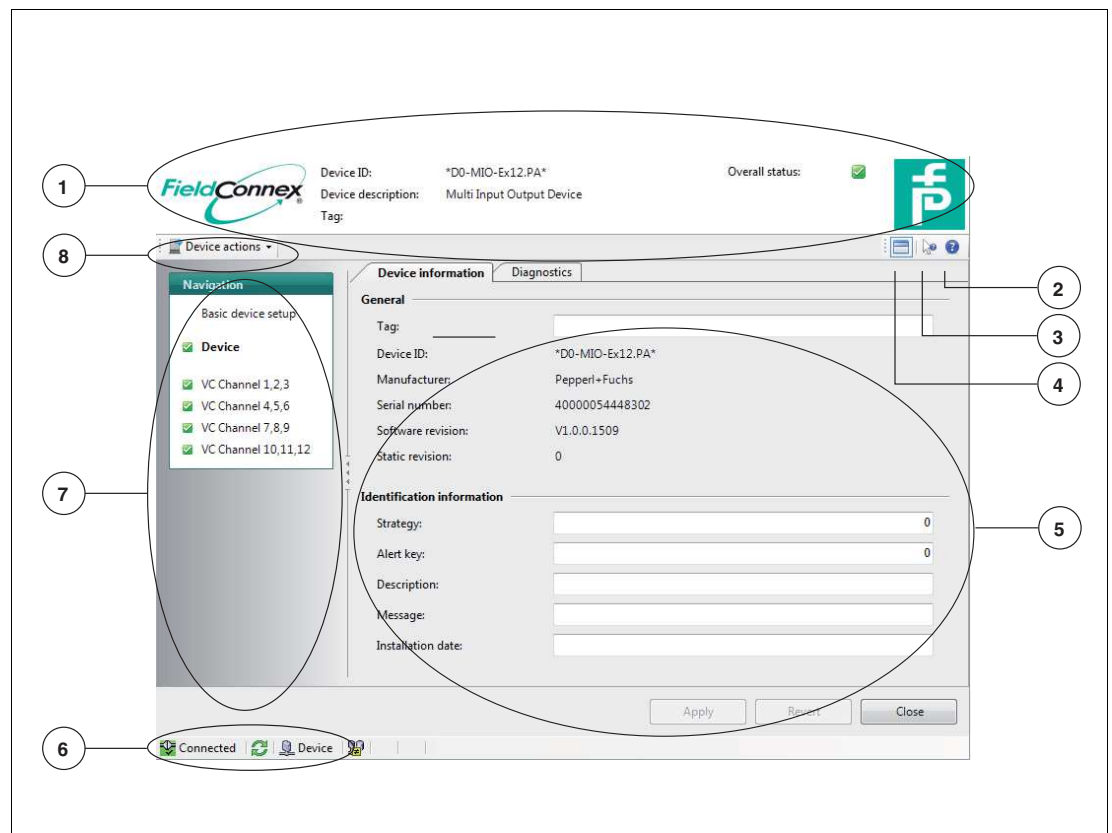 FieldConnex®
Device ID: *D0-MIO-Ex12.PA*
Overall status:
Device description: Multi Input Output Device
Tag:
1
8
Device actions
Navigation
Basic device setup
Device
VC Channel 1,2,3
VC Channel 4,5,6
VC Channel 7,8,9
VC Channel 10,11,12
Device information
Diagnostics
General
Tag:
Device ID: *D0-MIO-Ex12.PA*
Manufacturer: Pepperl+Fuchs
Serial number: 40000054448302
Software revision: V1.0.0.1509
Static revision: 0
Identification information
Strategy: 0
Alert key: 0
Description:
Message:
Installation date:
2
3
4
7
5
Apply
Revert
Close
6
Connected
Device